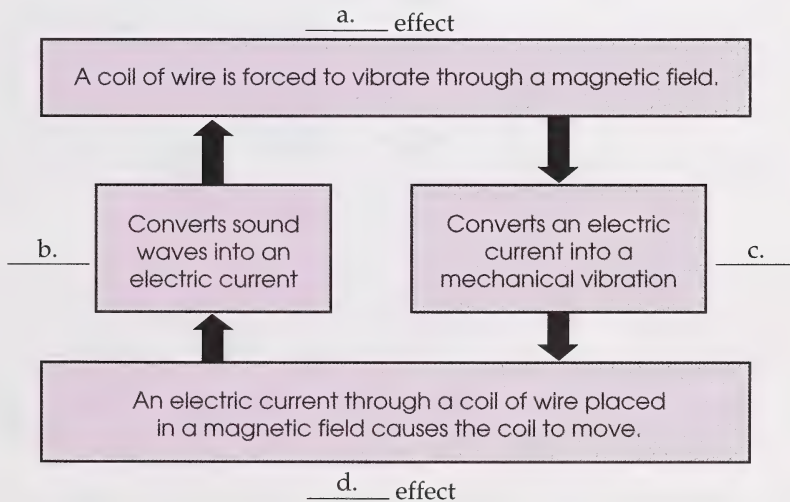 a. effect
A coil of wire is forced to vibrate through a magnetic field.
b.
Converts sound
waves into an
electric current
Converts an electric
current into a
mechanical vibration
c.
An electric current through a coil of wire placed
in a magnetic field causes the coil to move.
d. effect